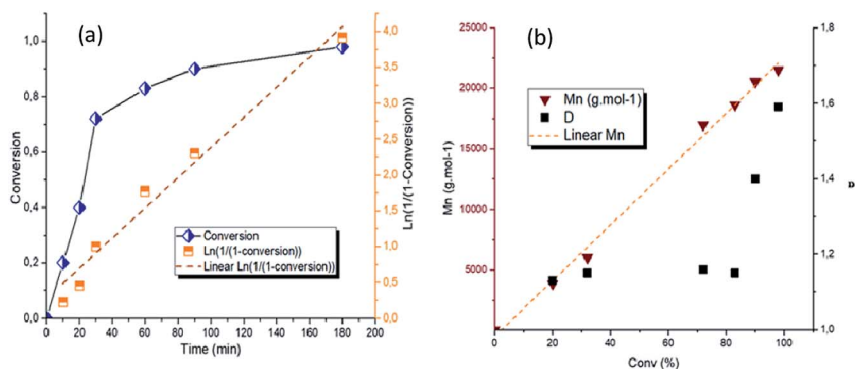 (a)
1,0
0,8
0,6
0,4
0,2
0,0
Conversion
0 20 40 60 80 100 120 140 160 180 200
Time (min)
4,0
3,5
3,0
2,5
2,0
1,5
1,0
0,5
0,0
Ln(1/(1-Conversion))
Conversion
Ln(1/(1-conversion))
Linear Ln(1/(1-conversion))
(b)
25000
20000
15000
10000
5000
Mn (g.mol-1)
0 20 40 60 80 100
Conv (%)
1,8
1,6
1,4
1,2
1,0
D
Mn (g.mol-1)
D
Linear Mn